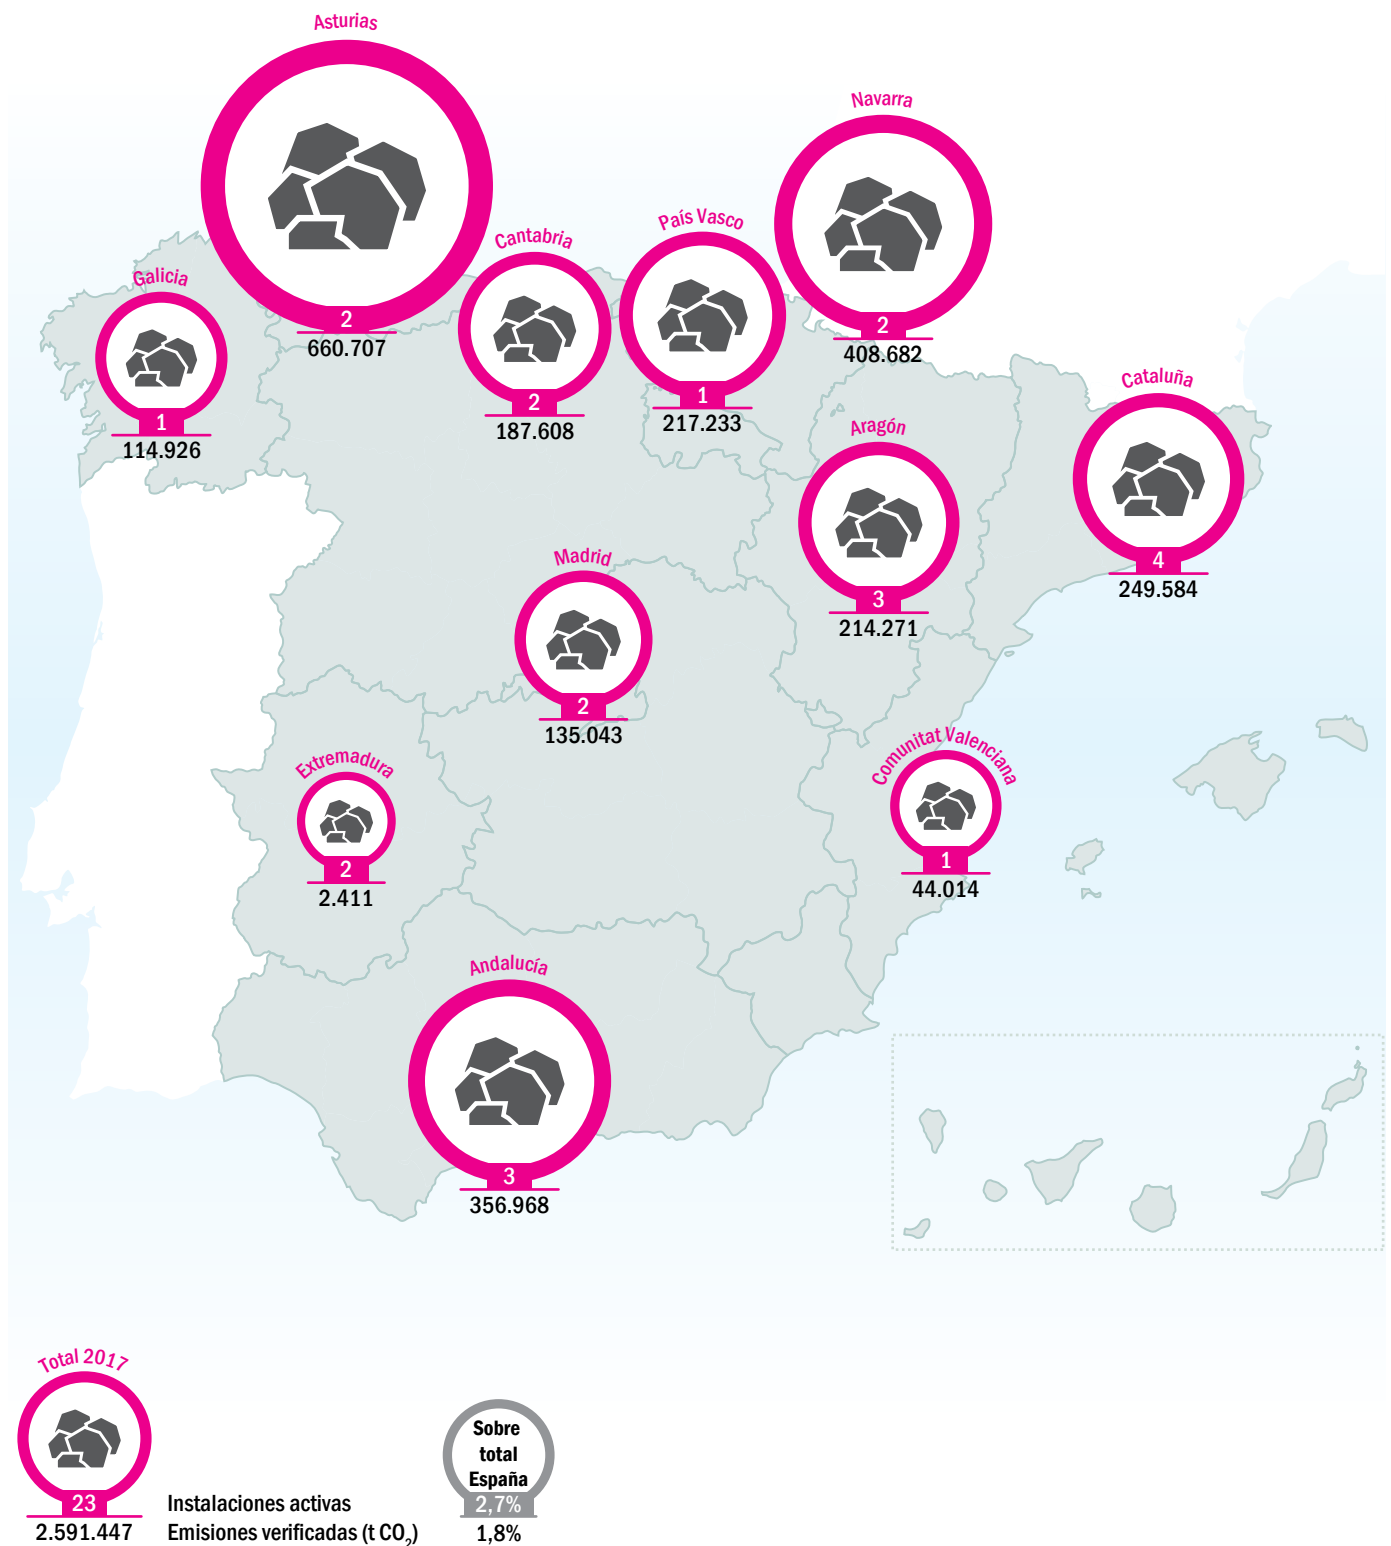 Asturias
2
660.707
Navarra
2
408.682
País Vasco
1
217.233
Cantabria
2
187.608
Galicia
1
114.926
Cataluña
4
249.584
Aragón
3
214.271
Madrid
2
135.043
Comunitat Valenciana
1
44.014
Extremadura
2
2.411
Andalucía
3
356.968
Total 2017
23
2.591.447
Instalaciones activas
Emisiones verificadas (t CO₂)
Sobre
total
España
2,7%
1,8%